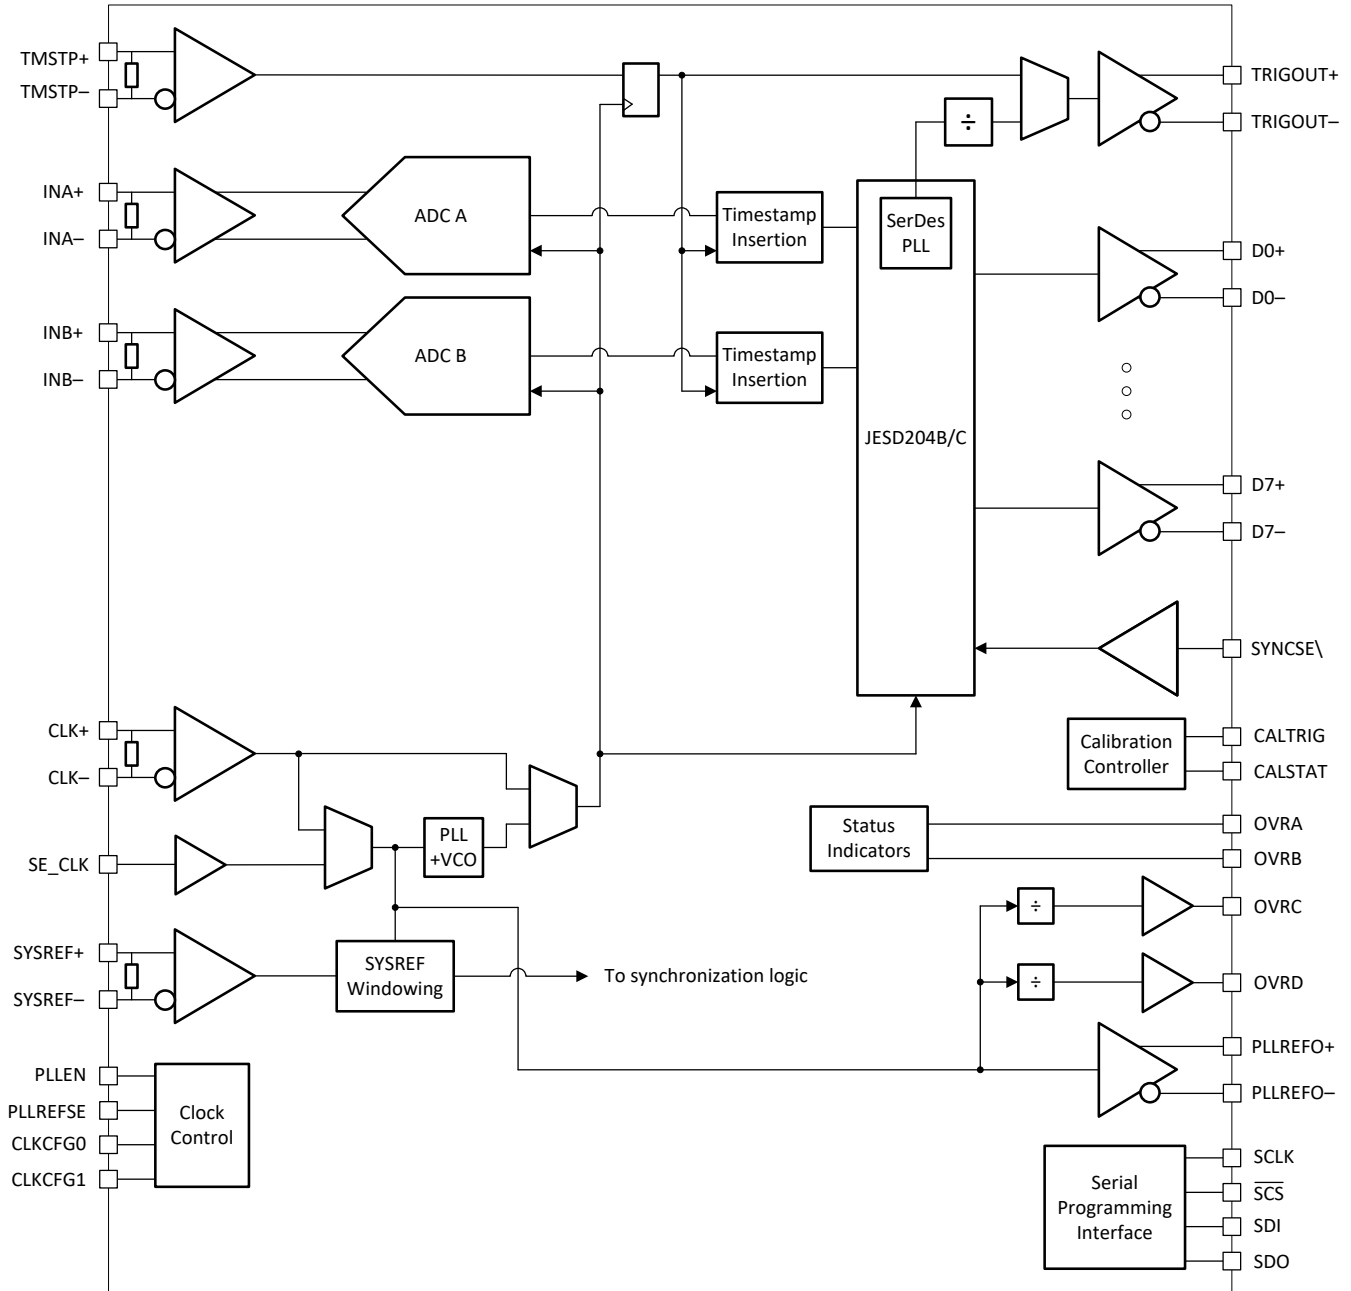 TMSTP+
TMSTP–
INA+
INA–
INB+
INB–
CLK+
CLK–
SE_CLK
SYSREF+
SYSREF–
PLLEN
PLLREFSE
CLKCFG0
CLKCFG1
ADC A
ADC B
Timestamp
Insertion
Timestamp
Insertion
÷
SerDes
PLL
JESD204B/C
PLL
+VCO
SYSREF
Windowing
To synchronization logic
Clock
Control
Calibration
Controller
Status
Indicators
÷
÷
Serial
Programming
Interface
TRIGOUT+
TRIGOUT–
D0+
D0–
D7+
D7–
SYNCSE\
CALTRIG
CALSTAT
OVRA
OVRB
OVRC
OVRD
PLLREFO+
PLLREFO–
SCLK
S̅C̅S̅
SDI
SDO